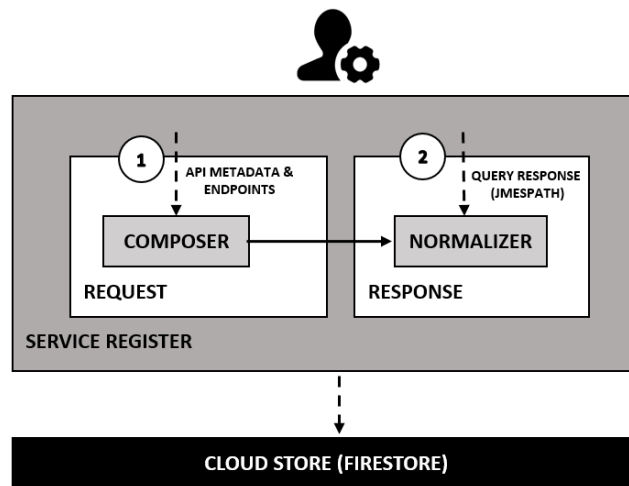 1
API METADATA &
ENDPOINTS
COMPOSER
REQUEST
2
QUERY RESPONSE
(JMESPATH)
NORMALIZER
RESPONSE
SERVICE REGISTER
CLOUD STORE (FIRESTORE)